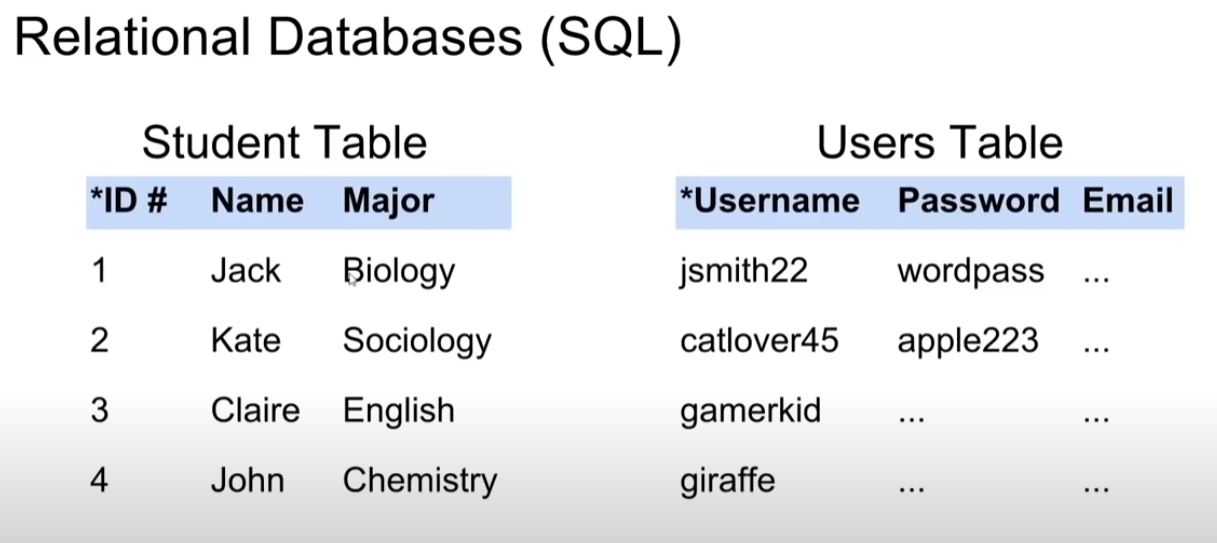 Relational Databases (SQL)
Student Table
*ID # Name Major
1 Jack Biology
2 Kate Sociology
3 Claire English
4 John Chemistry
Users Table
*Username Password Email
jsmith22 wordpass ...
catlover45 apple223 ...
gamerkid ... ...
giraffe ... ...